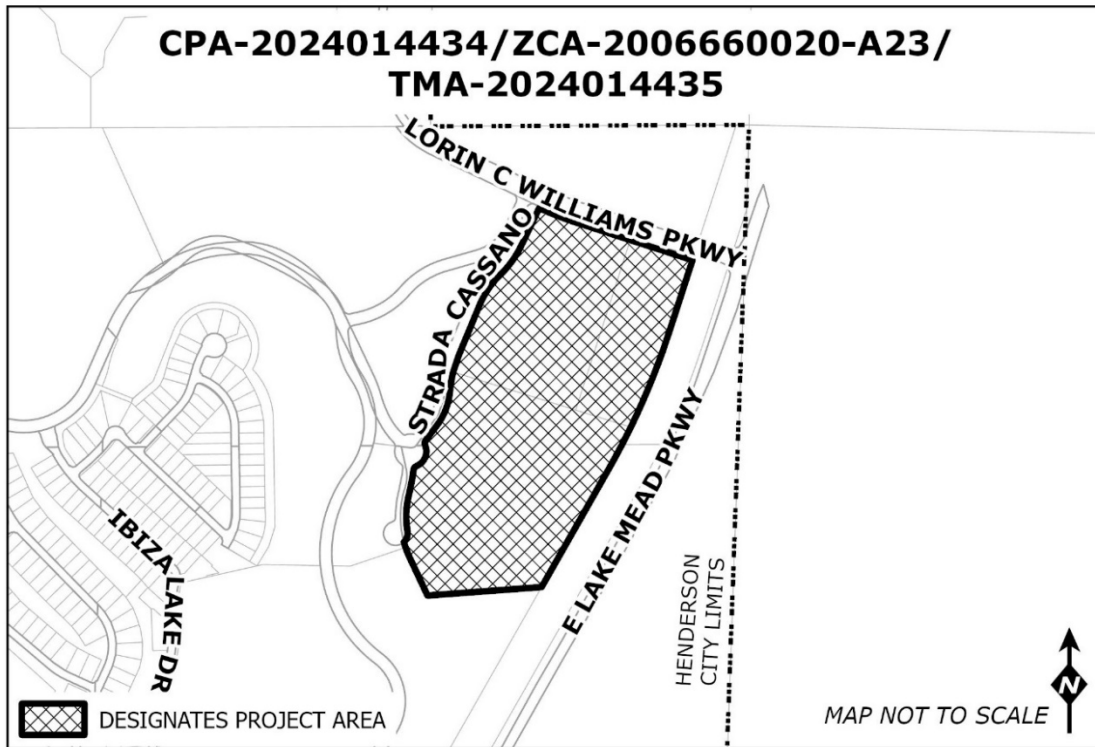 CPA-2024014434/ZCA-2006660020-A23/
TMA-2024014435
LORIN C WILLIAMS PKWY
STRADA CASSANO
E LAKE MEAD PKWY
IBIZA LAKE DR
HENDERSON
CITY LIMITS
DESIGNATES PROJECT AREA
MAP NOT TO SCALE
N